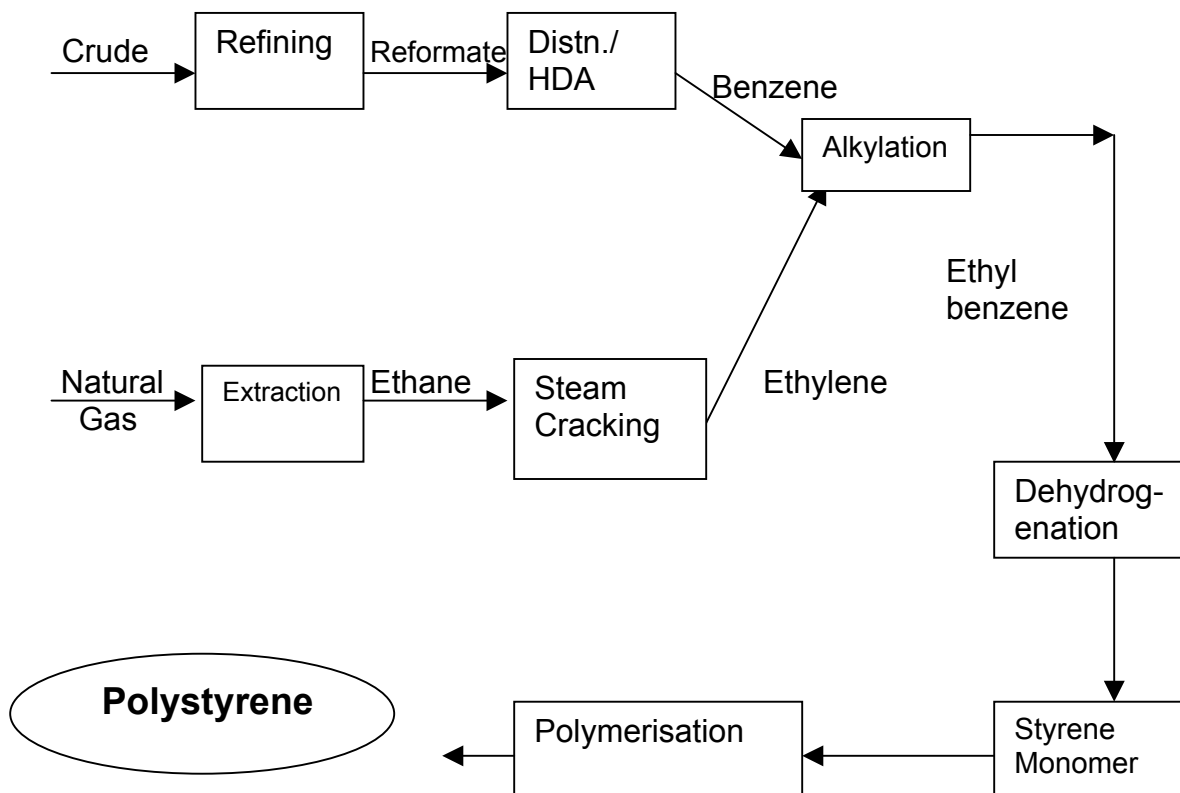 Crude
Refining
Reformate
Distn./
HDA
Benzene
Alkylation
Ethyl
benzene
Natural
Gas
Extraction
Ethane
Steam
Cracking
Ethylene
Dehydrog-
enation
Styrene
Monomer
Polymerisation
Polystyrene